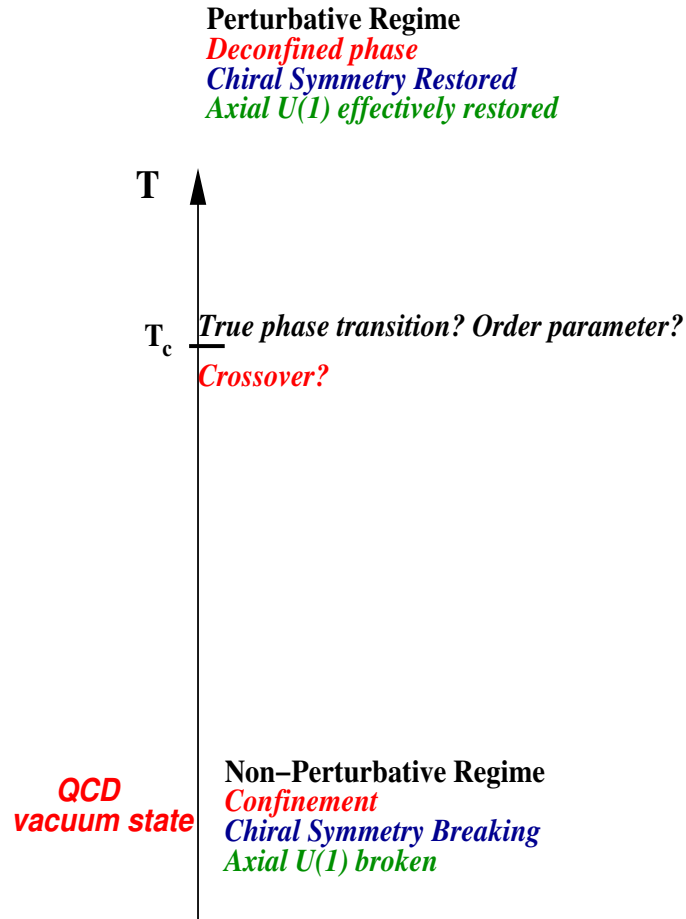 Perturbative Regime
Deconfined phase
Chiral Symmetry Restored
Axial U(1) effectively restored
T
True phase transition? Order parameter?
Tc
Crossover?
Non−Perturbative Regime
QCD
Confinement
vacuum state
Chiral Symmetry Breaking
Axial U(1) broken